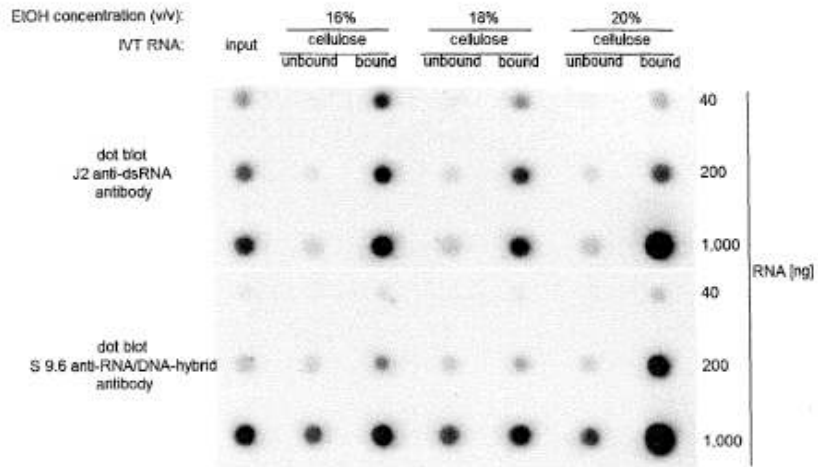 EtOH concentration (v/v): 16% 18% 20%
IVT RNA: input cellulose cellulose cellulose
unbound bound unbound bound unbound bound
40
dot blot
J2 anti-dsRNA
antibody
200
1.000
RNA [ng]
40
dot blot
S 9.6 anti-RNA/DNA-hybrid
antibody
200
1.000